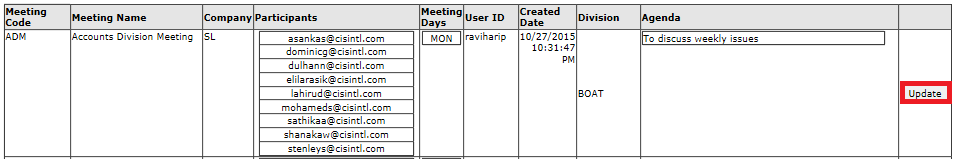 Meeting Code Meeting Name Company Participants Meeting Days User ID Created Date Division Agenda
ADM Accounts Division Meeting SL asankas@cisintl.com MON raviharip 10/27/2015 10:31:47 PM BOAT To discuss weekly issues Update
dominicg@cisintl.com
dulhann@cisintl.com
elilarasik@cisintl.com
lahirud@cisintl.com
mohameds@cisintl.com
sathikaa@cisintl.com
shanakaw@cisintl.com
stenleys@cisintl.com